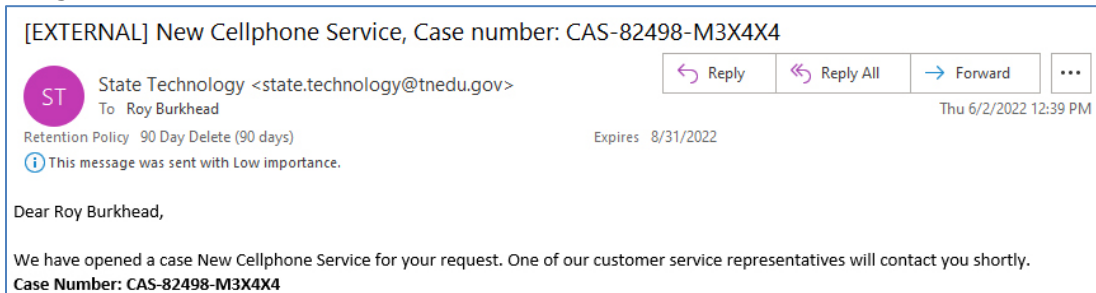 [EXTERNAL] New Cellphone Service, Case number: CAS-82498-M3X4X4
ST
State Technology <state.technology@tnedu.gov>
Reply
Reply All
Forward
To Roy Burkhead
Thu 6/2/2022 12:39 PM
Retention Policy 90 Day Delete (90 days)
Expires 8/31/2022
This message was sent with Low importance.
Dear Roy Burkhead,
We have opened a case New Cellphone Service for your request. One of our customer service representatives will contact you shortly.
Case Number: CAS-82498-M3X4X4